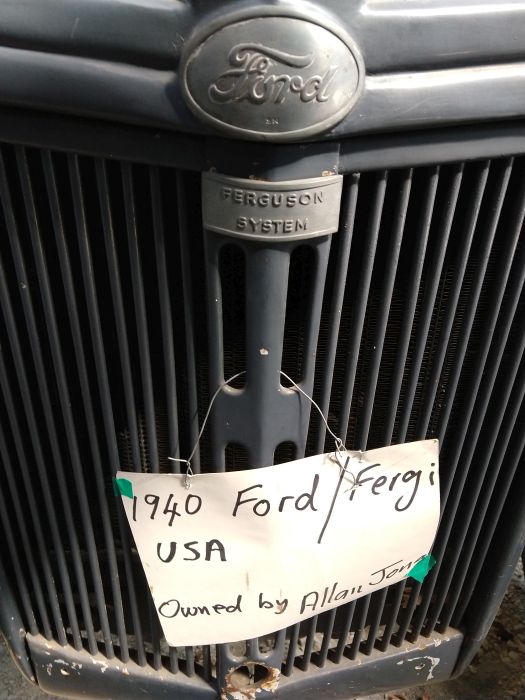 Ford
FERGUSON
SYSTEM
1940 Ford/Fergi
USA
Owned by Allan